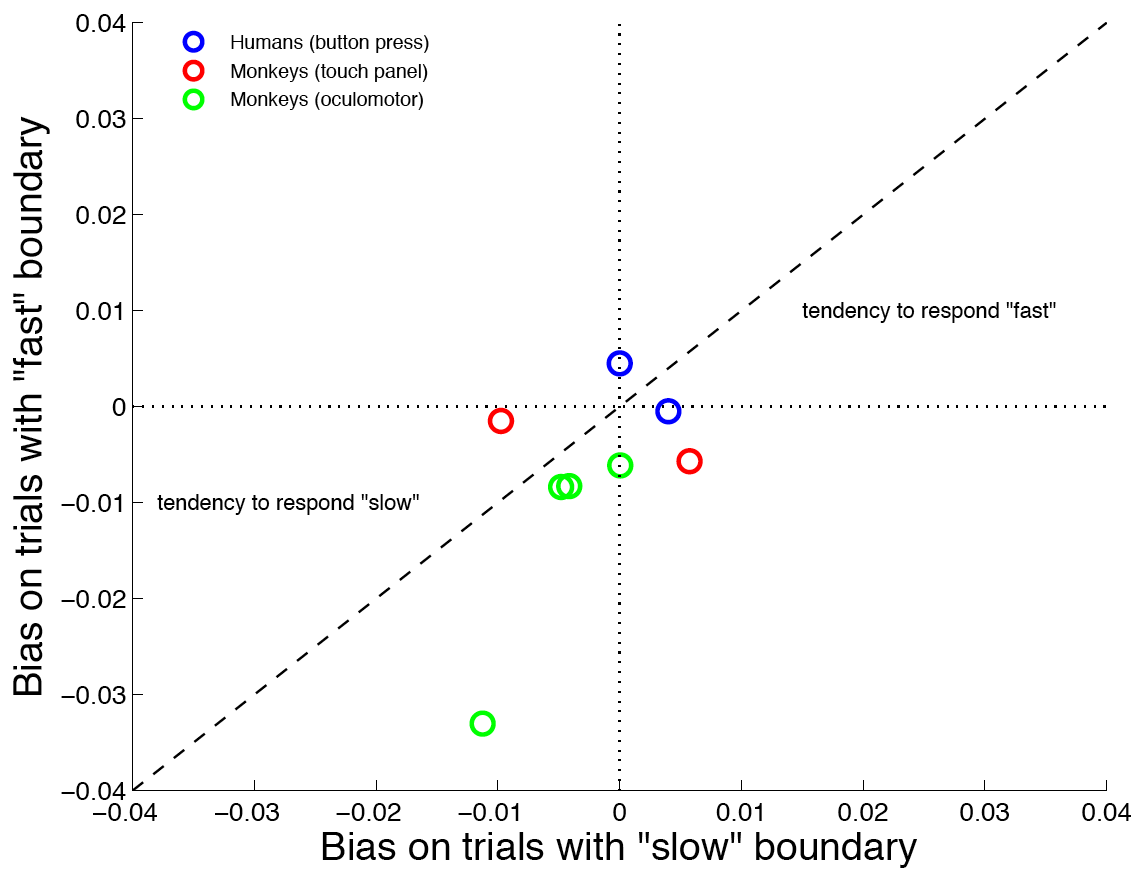 0.04
Humans (button press)
Monkeys (touch panel)
Monkeys (oculomotor)
0.03
0.02
0.01
tendency to respond "fast"
0
−0.01
tendency to respond "slow"
−0.02
−0.03
−0.04
Bias on trials with "fast" boundary
−0.04 −0.03 −0.02 −0.01 0 0.01 0.02 0.03 0.04
Bias on trials with "slow" boundary